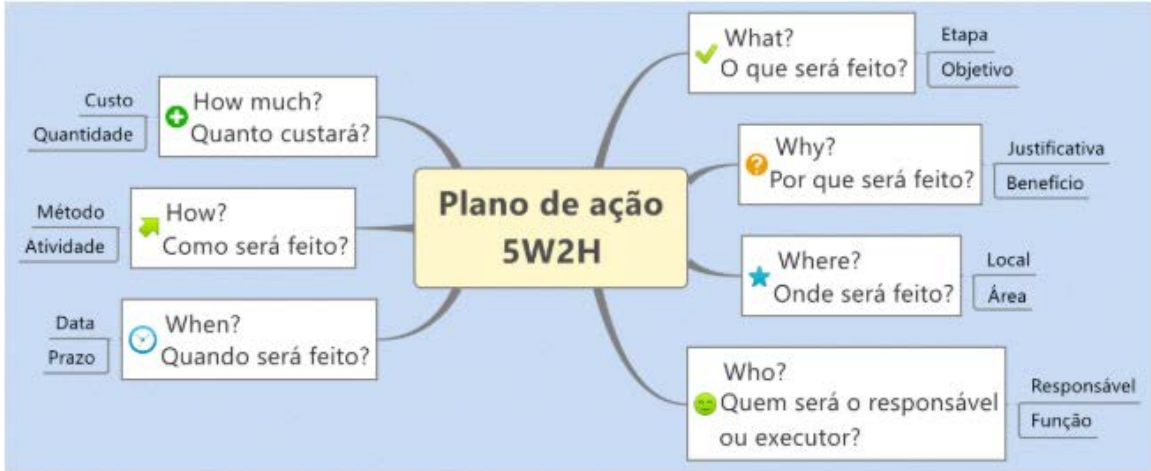 Plano de ação
5W2H
What?
O que será feito?
Etapa
Objetivo
Why?
Por que será feito?
Justificativa
Benefício
Where?
Onde será feito?
Local
Área
Who?
Quem será o responsável
ou executor?
Responsável
Função
When?
Quando será feito?
Data
Prazo
How?
Como será feito?
Método
Atividade
How much?
Quanto custará?
Custo
Quantidade